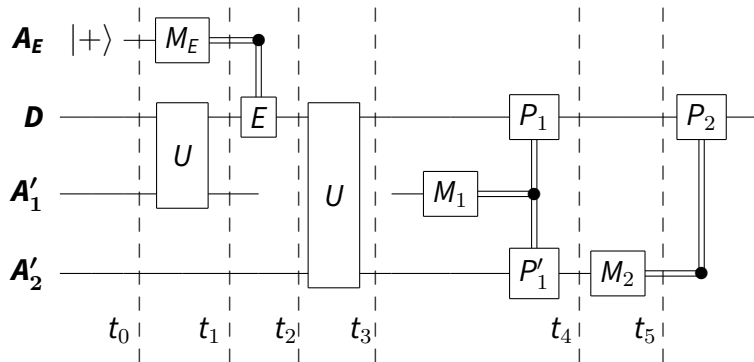 A_E |+⟩ M_E
D U E U P_1 P_2
A'_1 M_1
A'_2 P'_1 M_2
t_0 t_1 t_2 t_3 t_4 t_5